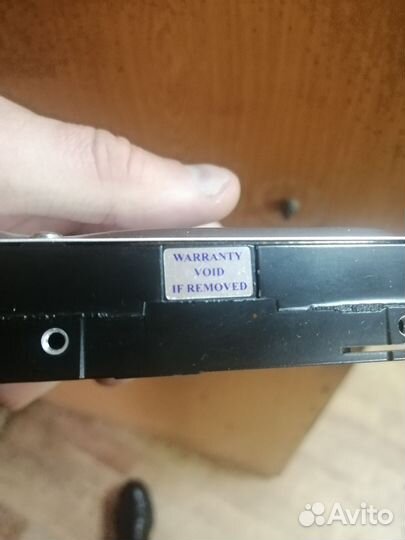 WARRANTY
VOID
IF REMOVED
Avito